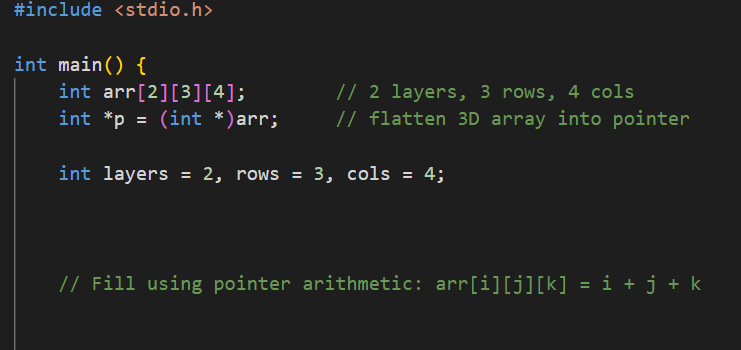 #include <stdio.h>
int main() {
int arr[2][3][4]; // 2 layers, 3 rows, 4 cols
int *p = (int *)arr; // flatten 3D array into pointer
int layers = 2, rows = 3, cols = 4;
// Fill using pointer arithmetic: arr[i][j][k] = i + j + k